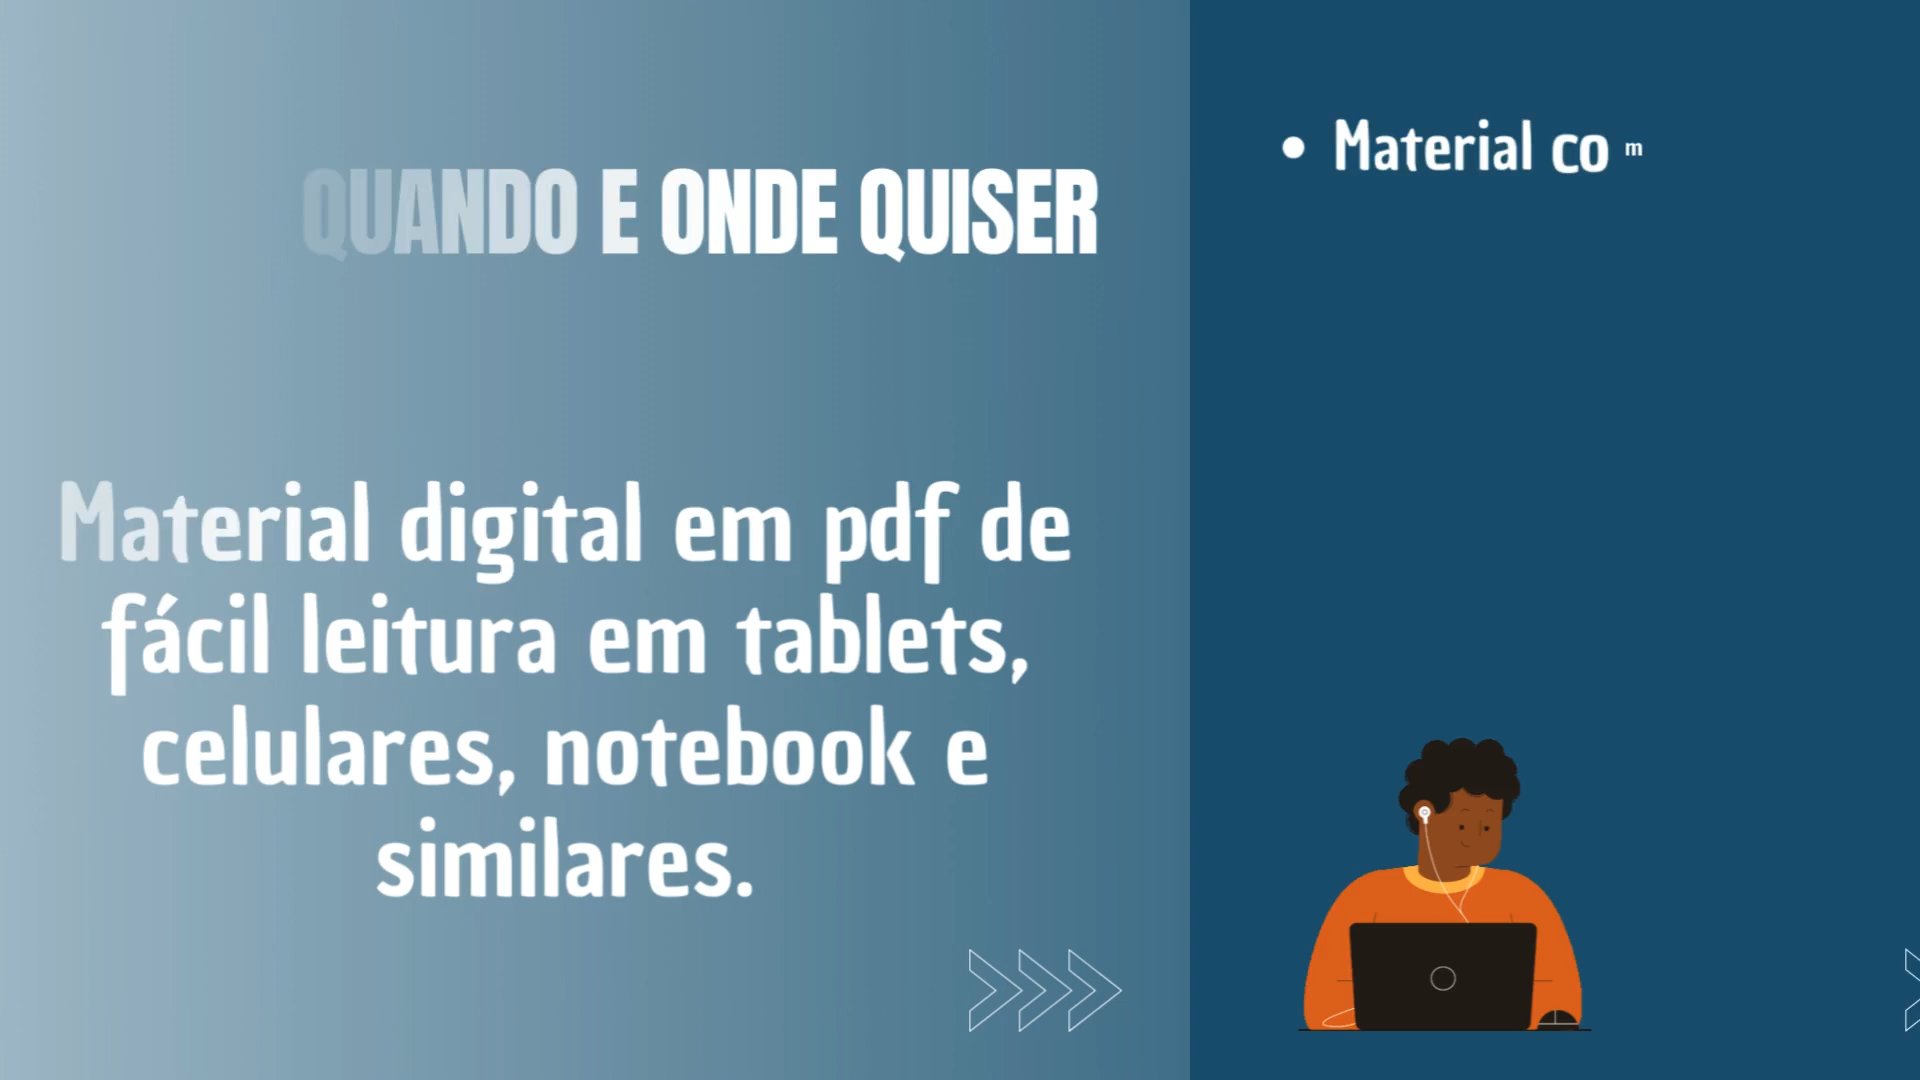 QUANDO E ONDE QUISER
Material digital em pdf de
fácil leitura em tablets,
celulares, notebook e
similares.
• Material co m